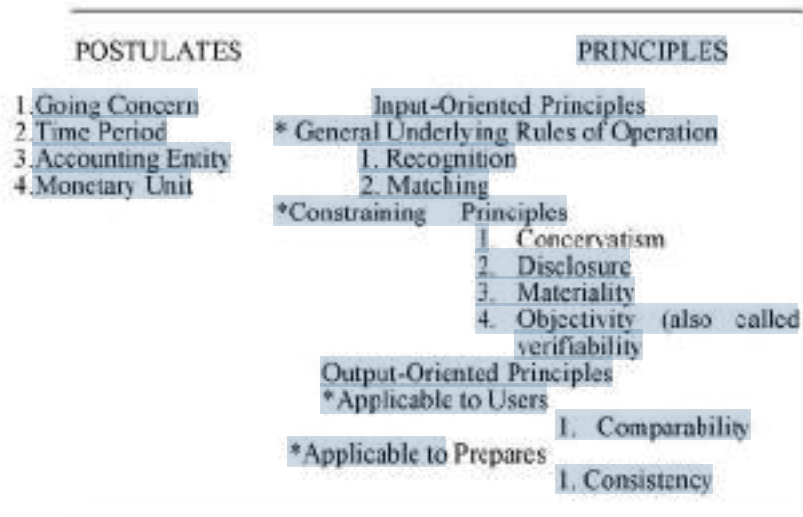 POSTULATES
1.Going Concern
2.Time Period
3.Accounting Entity
4.Monetary Unit
PRINCIPLES
Input-Oriented Principles
* General Underlying Rules of Operation
1. Recognition
2. Matching
*Constraining Principles
1. Concervatism
2. Disclosure
3. Materiality
4. Objectivity (also called
verifiability
Output-Oriented Principles
*Applicable to Users
1. Comparability
*Applicable to Prepares
1. Consistency